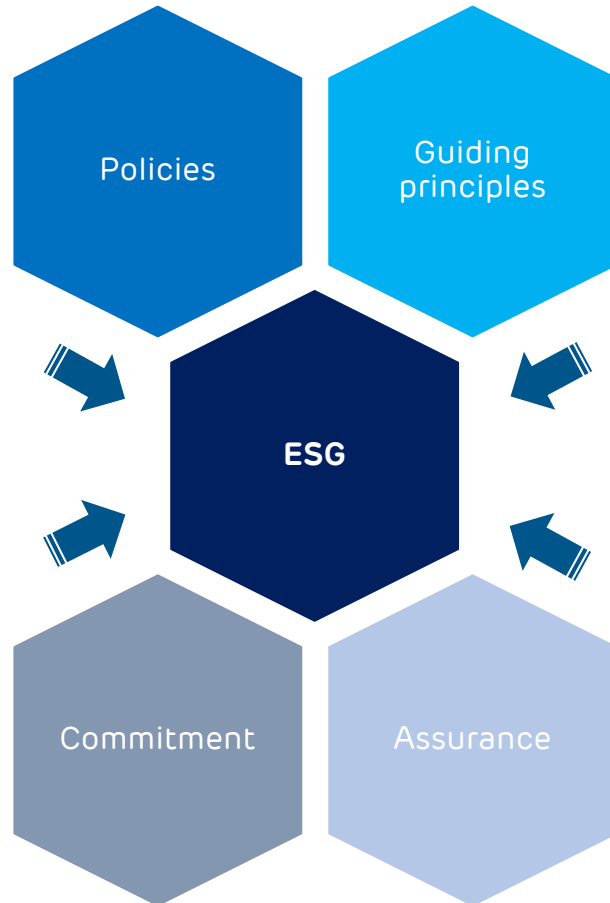 Policies
Guiding
principles
ESG
Commitment
Assurance